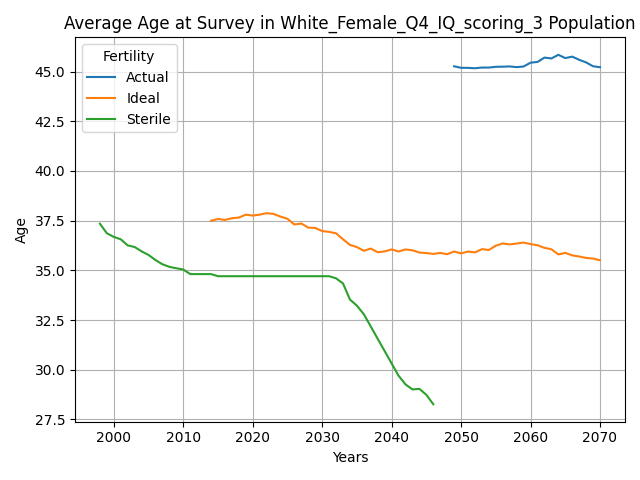 Average Age at Survey in White_Female_Q4_IQ_scoring_3 Population
Fertility
Actual
Ideal
Sterile
45.0
42.5
40.0
37.5
35.0
32.5
30.0
27.5
Age
2000 2010 2020 2030 2040 2050 2060 2070
Years